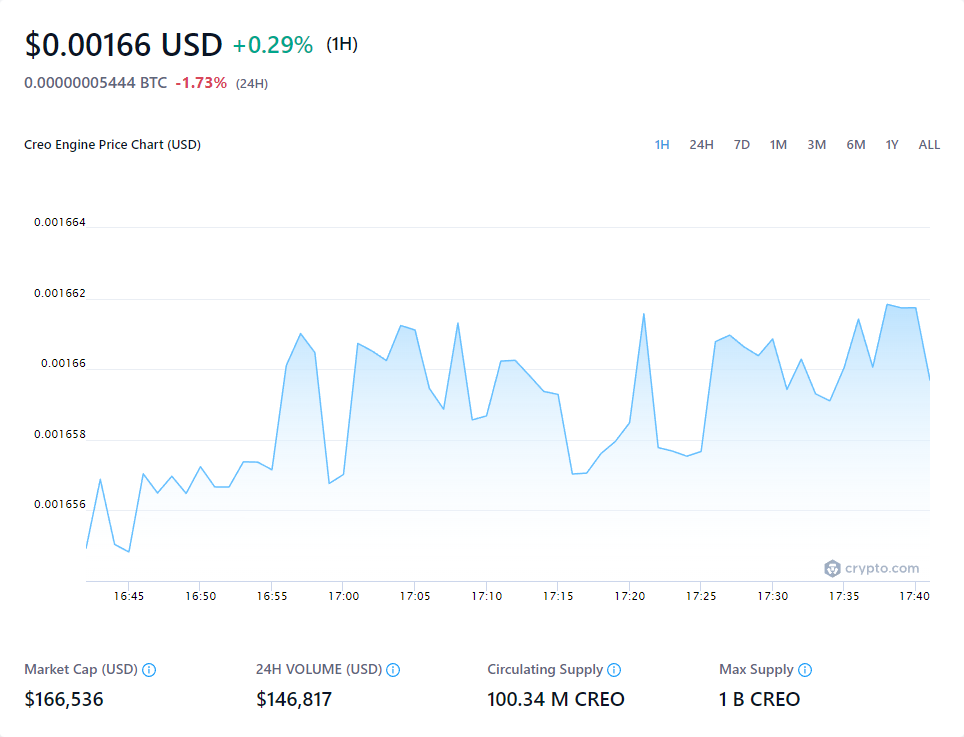 $0.00166 USD +0.29% (1H)
0.00000005444 BTC -1.73% (24H)
Creo Engine Price Chart (USD) 1H 24H 7D 1M 3M 6M 1Y ALL
0.001664
0.001662
0.00166
0.001658
0.001656
crypto.com
16:45 16:50 16:55 17:00 17:05 17:10 17:15 17:20 17:25 17:30 17:35 17:40
Market Cap (USD) 24H VOLUME (USD) Circulating Supply Max Supply
$166,536 $146,817 100.34 M CREO 1 B CREO